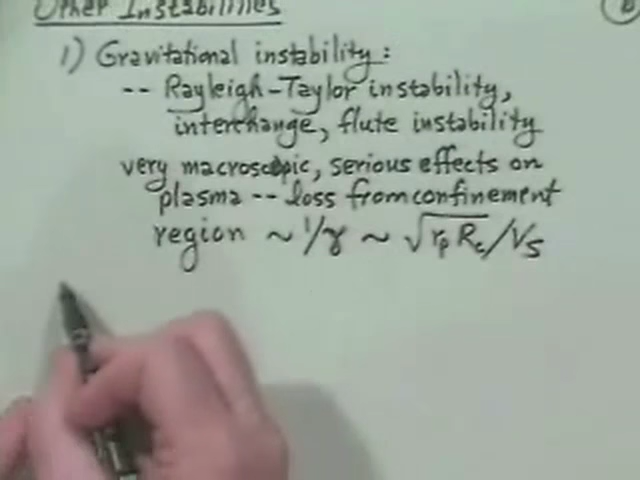 Other Instabilities
1) Gravitational instability:
-- Rayleigh-Taylor instability,
interchange, flute instability
very macroscopic, serious effects on
plasma -- loss from confinement
region ~ 1/γ ~ √r_p R_c / V_s